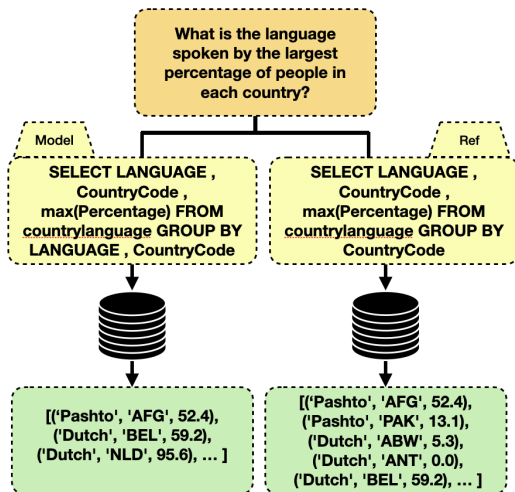 What is the language
spoken by the largest
percentage of people in
each country?
Model
SELECT LANGUAGE ,
CountryCode ,
max(Percentage) FROM
countrylanguage GROUP BY
LANGUAGE , CountryCode
Ref
SELECT LANGUAGE ,
CountryCode ,
max(Percentage) FROM
countrylanguage GROUP BY
CountryCode
[('Pashto', 'AFG', 52.4),
('Dutch', 'BEL', 59.2),
('Dutch', 'NLD', 95.6), ... ]
[('Pashto', 'AFG', 52.4),
('Pashto', 'PAK', 13.1),
('Dutch', 'ABW', 5.3),
('Dutch', 'ANT', 0.0),
('Dutch', 'BEL', 59.2), ... ]